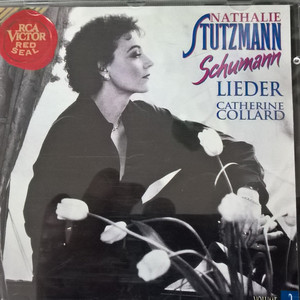 RCA
VICTOR
RED
SEAL
NATHALIE
STUTZMANN
Schumann
LIEDER
CATHERINE
COLLARD